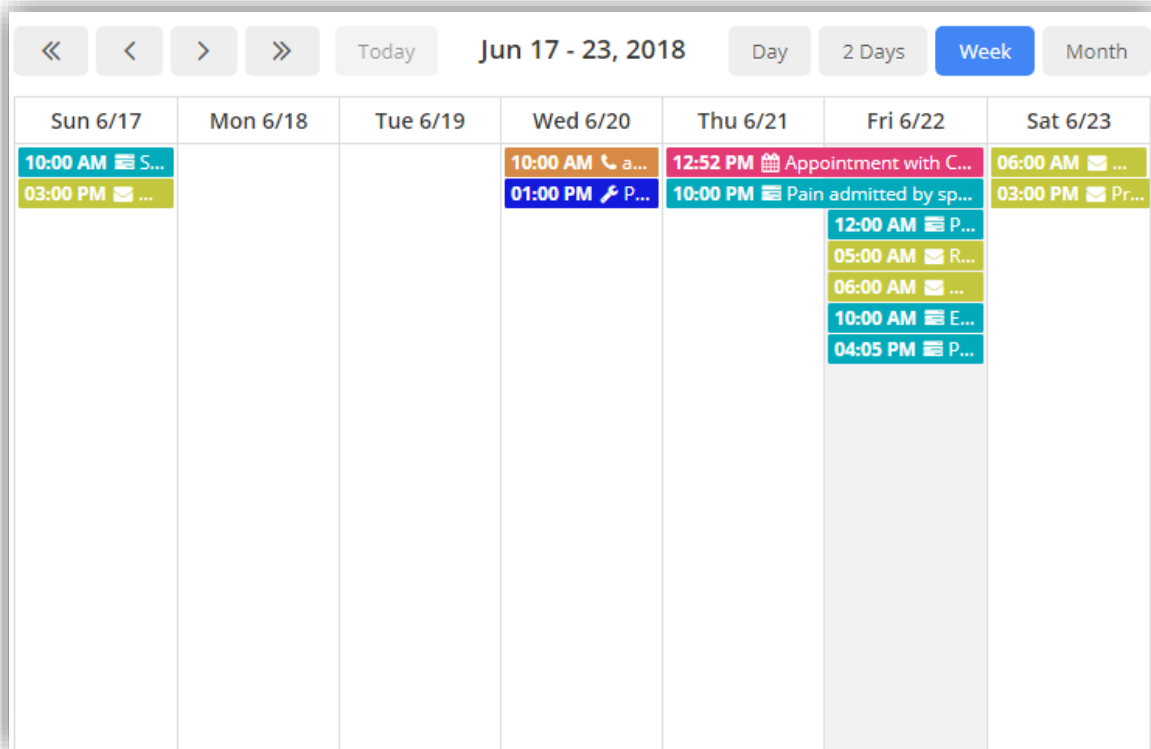 Today Jun 17 - 23, 2018 Day 2 Days Week Month
Sun 6/17 Mon 6/18 Tue 6/19 Wed 6/20 Thu 6/21 Fri 6/22 Sat 6/23
10:00 AM S... 10:00 AM a... 12:52 PM Appointment with C... 06:00 AM ...
03:00 PM ... 01:00 PM P... 10:00 PM Pain admitted by sp... 03:00 PM Pr...
12:00 AM P...
05:00 AM R...
06:00 AM ...
10:00 AM E...
04:05 PM P...